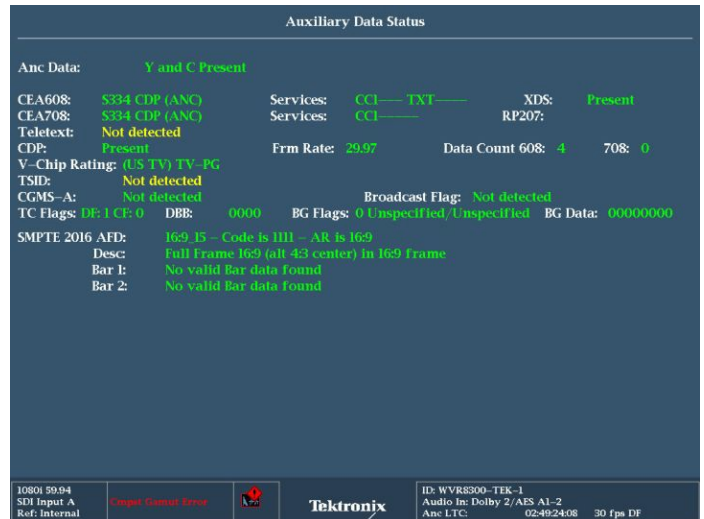 Auxiliary Data Status
Anc Data: Y and C Present
CEA608: S334 CDP (ANC) Services: CC1----- TXT------- XDS: Present
CEA708: S334 CDP (ANC) Services: CC1---------- RP207:
Teletext: Not detected
CDP: Present Frm Rate: 29.97 Data Count 608: 4 708: 0
V-Chip Rating: (US TV) TV-PG
TSID: Not detected
CGMS-A: Not detected Broadcast Flag: Not detected
TC Flags: DF: 1 CF: 0 DBB: 0000 BG Flags: 0 Unspecified/Unspecified BG Data: 00000000
SMPTE 2016 AFD: 16:9_15 – Code is 1111 – AR is 16:9
Desc: Full Frame 16:9 (alt 4:3 center) in 16:9 frame
Bar 1: No valid Bar data found
Bar 2: No valid Bar data found
1080i 59.94
SDI Input A
Ref: Internal
Cmpst Gamut Error
Tektronix
ID: WVR8300-TEK-1
Audio In: Dolby 2/AES A1-2
Anc LTC: 02:49:24:08 30 fps DF